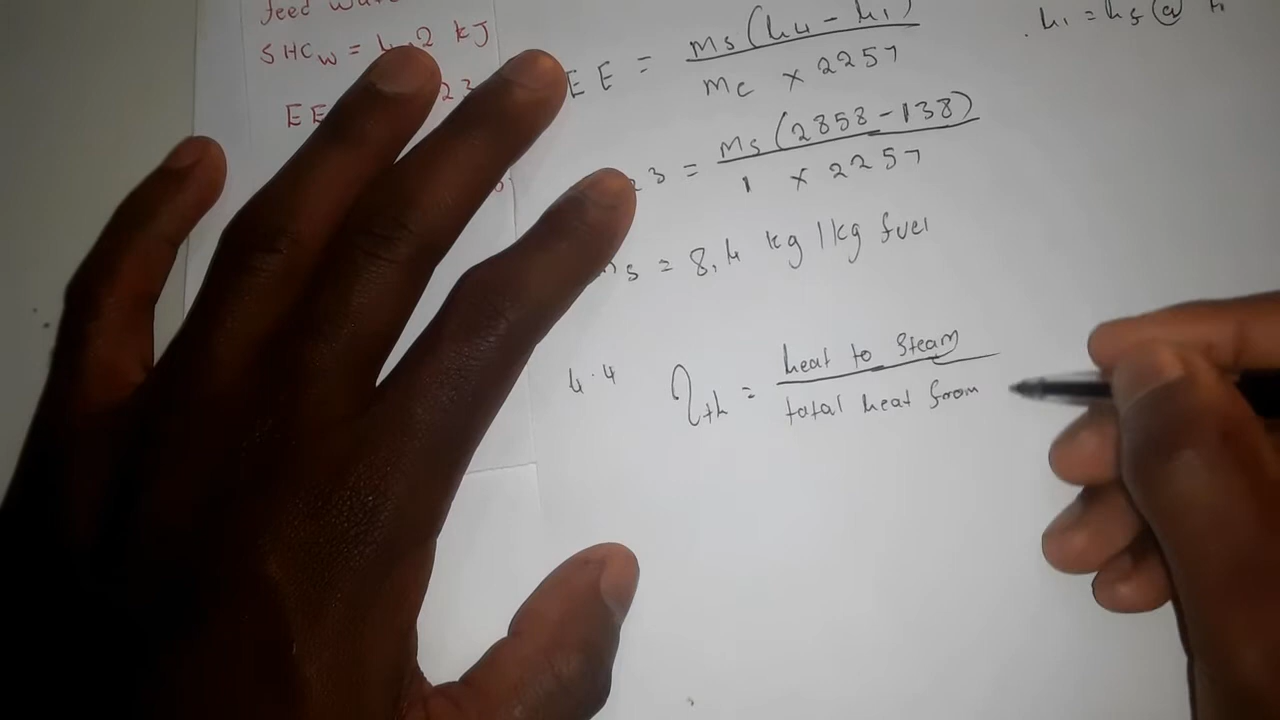 feed
SHCw = 4,2 kJ
EE
EE = ms(h4 - h1)
mc × 2257
. h1 = hf @
23 = ms(2858 - 138)
1 × 2257
ms = 8,4 kg/kg fuel
4.4 ηth = heat to steam
total heat from